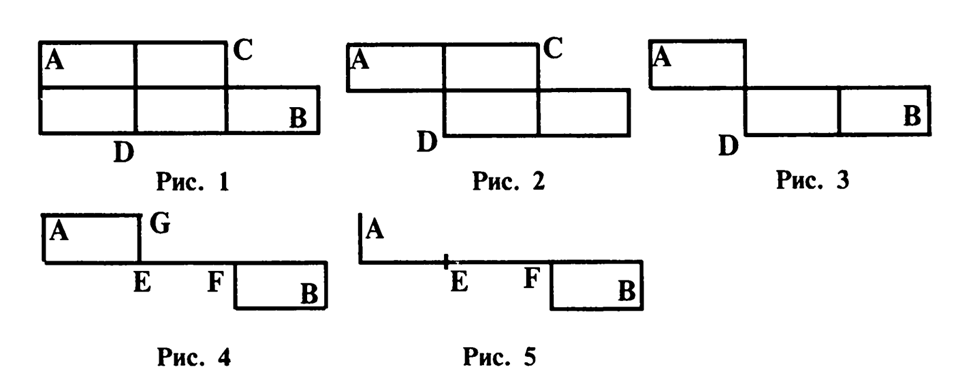 A C A C A
B B
D D D
Рис. 1 Рис. 2 Рис. 3
A G A
E F E F
B B
Рис. 4 Рис. 5